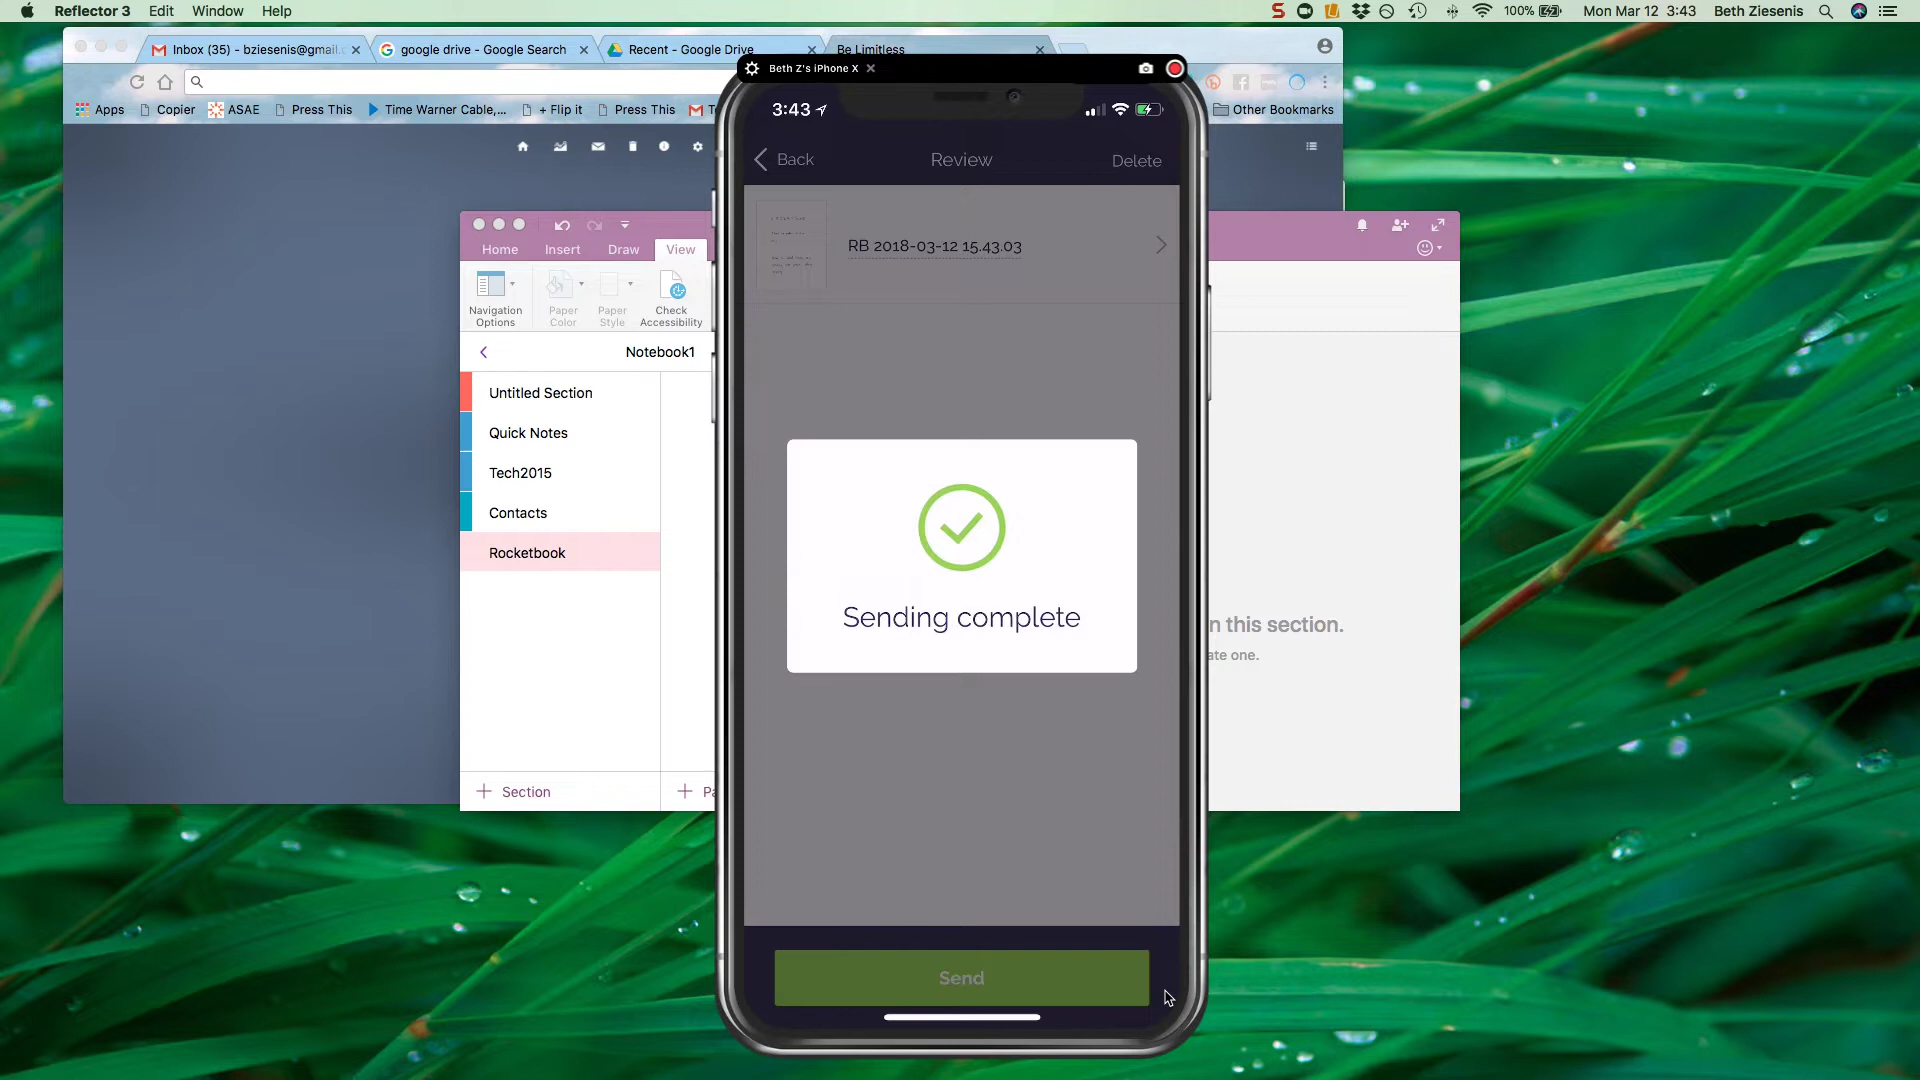 Reflector 3 Edit Window Help
100% Mon Mar 12 3:43 Beth Ziesenis
Inbox (35) - bziesenis@gmail.c
google drive - Google Search
Recent - Google Drive
Be Limitless
Beth Z's iPhone X
Apps Copier ASAE Press This Time Warner Cable,... + Flip it Press This
Other Bookmarks
3:43
Back Review Delete
RB 2018-03-12 15.43.03
Home Insert Draw View
Navigation Options
Paper Color
Paper Style
Check Accessibility
Notebook1
Untitled Section
Quick Notes
Tech2015
Contacts
Rocketbook
Sending complete
n this section.
ate one.
+ Section
+ Pa
Send